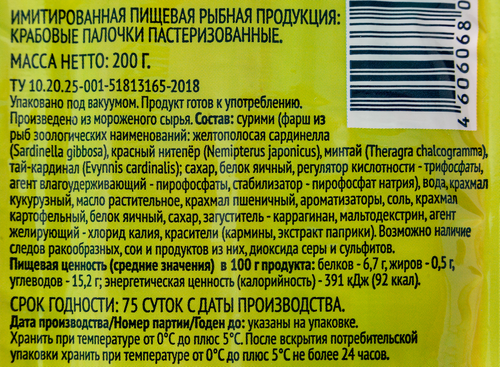 ИМИТИРОВАННАЯ ПИЩЕВАЯ РЫБНАЯ ПРОДУКЦИЯ:
КРАБОВЫЕ ПАЛОЧКИ ПАСТЕРИЗОВАННЫЕ.
МАССА НЕТТО: 200 Г.
ТУ 10.20.25-001-51813165-2018
Упаковано под вакуумом. Продукт готов к употреблению.
Произведено из мороженого сырья. Состав: сурими (фарш из
рыб зоологических наименований: желтополосая сардинелла
(Sardinella gibbosa), красный нитепёр (Nemipterus japonicus), минтай (Theragra chalcogramma),
тай-кардинал (Evynnis cardinalis); сахар, белок яичный, регулятор кислотности - трифосфаты,
агент влагоудерживающий - пирофосфаты, стабилизатор - пирофосфат натрия), вода, крахмал
кукурузный, масло растительное, крахмал пшеничный, ароматизаторы, соль, крахмал
картофельный, белок яичный, сахар, загуститель - каррагинан, мальтодекстрин, агент
желирующий - хлорид калия, красители (кармины, экстракт паприки). Возможно наличие
следов ракообразных, сои и продуктов из них, диоксида серы и сульфитов.
Пищевая ценность (средние значения) в 100 г продукта: белков - 6,7 г, жиров - 0,5 г,
углеводов - 15,2 г; энергетическая ценность (калорийность) - 391 кДж (92 ккал).
СРОК ГОДНОСТИ: 75 СУТОК С ДАТЫ ПРОИЗВОДСТВА.
Дата производства/Номер партии/Годен до: указаны на упаковке.
Хранить при температуре от 0°С до плюс 5°С. После вскрытия потребительской
упаковки хранить при температуре от 0°С до плюс 5°С не более 24 часов.
4 606068 0